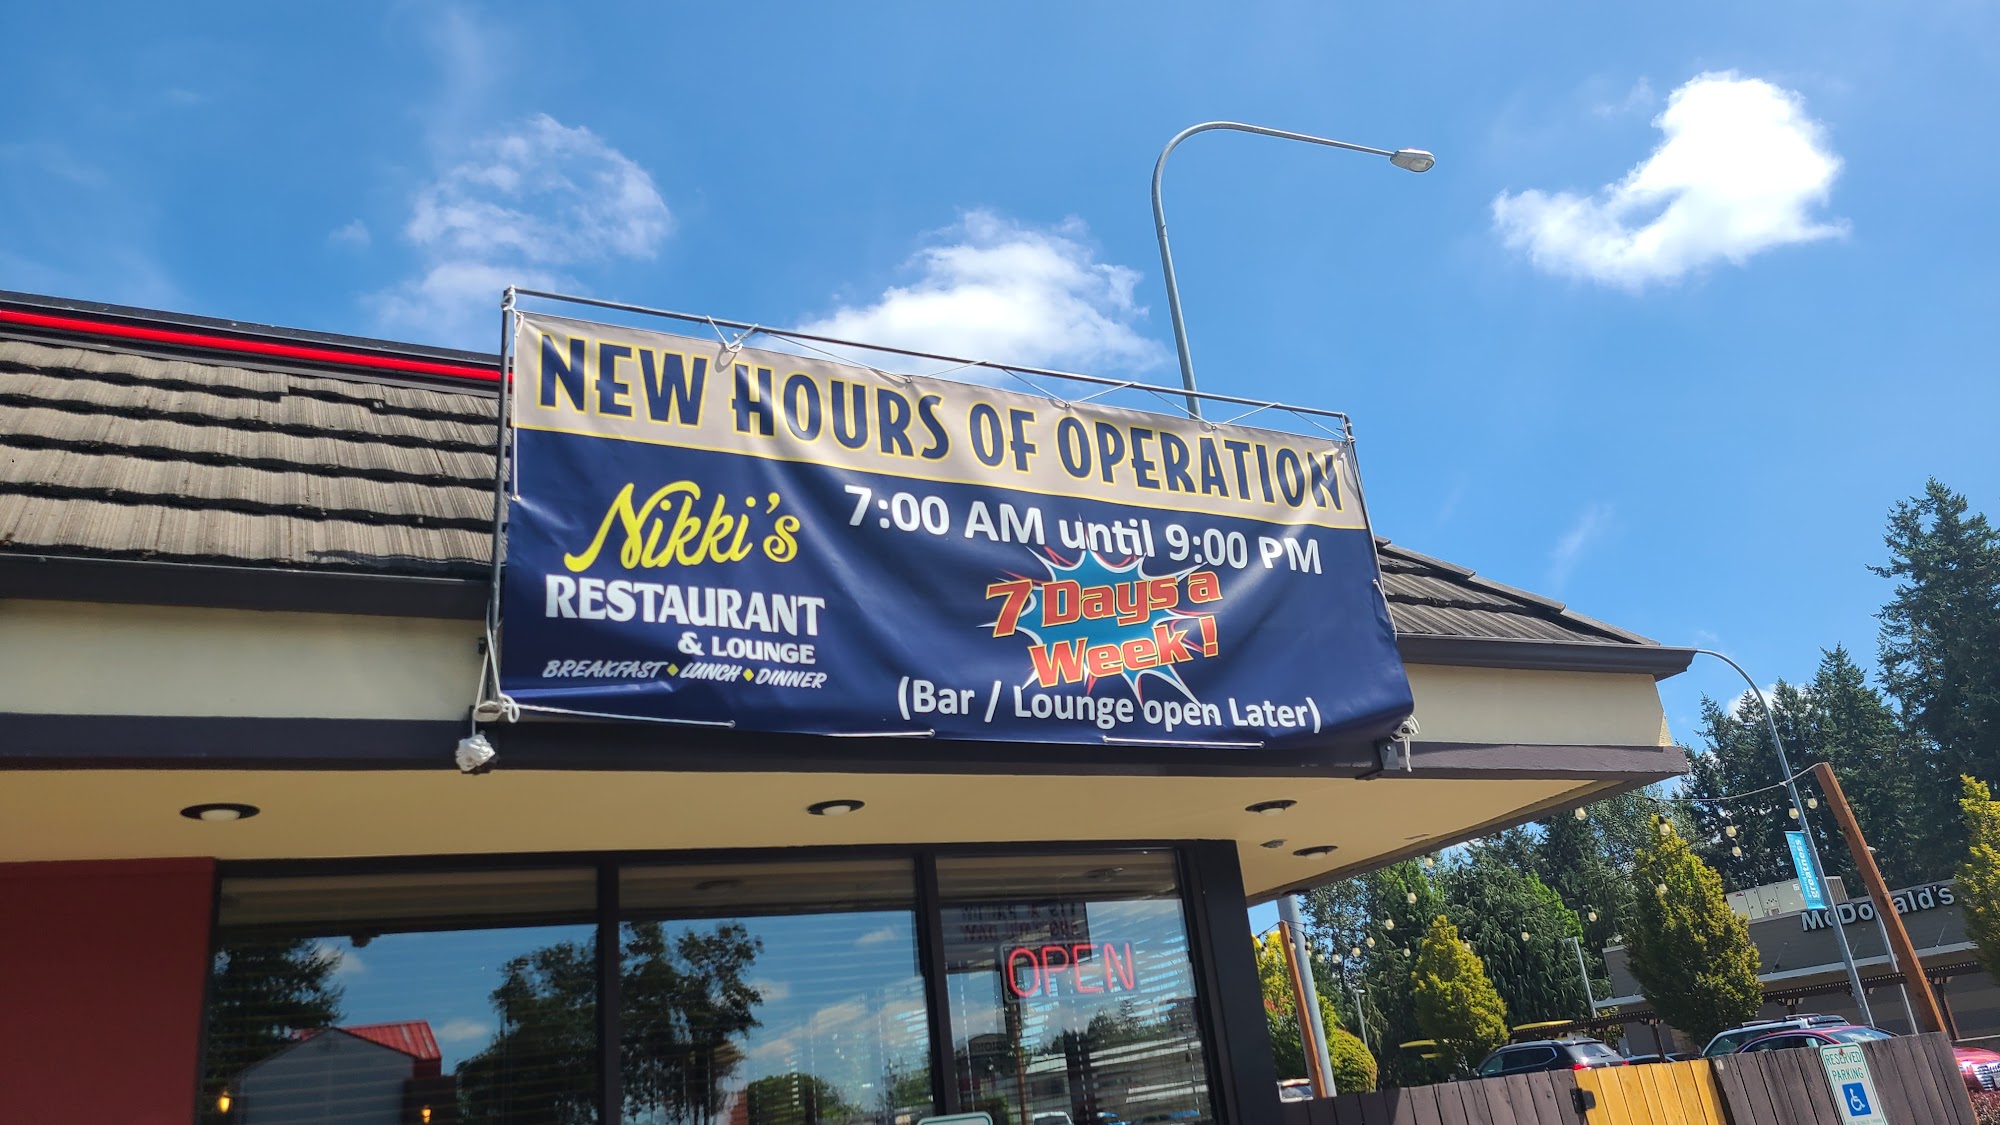 NEW HOURS OF OPERATION
Nikki's
RESTAURANT
& LOUNGE
BREAKFAST ♦ LUNCH ♦ DINNER
7:00 AM until 9:00 PM
7 Days a
Week!
(Bar / Lounge open Later)
OPEN
greatness
McDonald's
RESERVED
PARKING